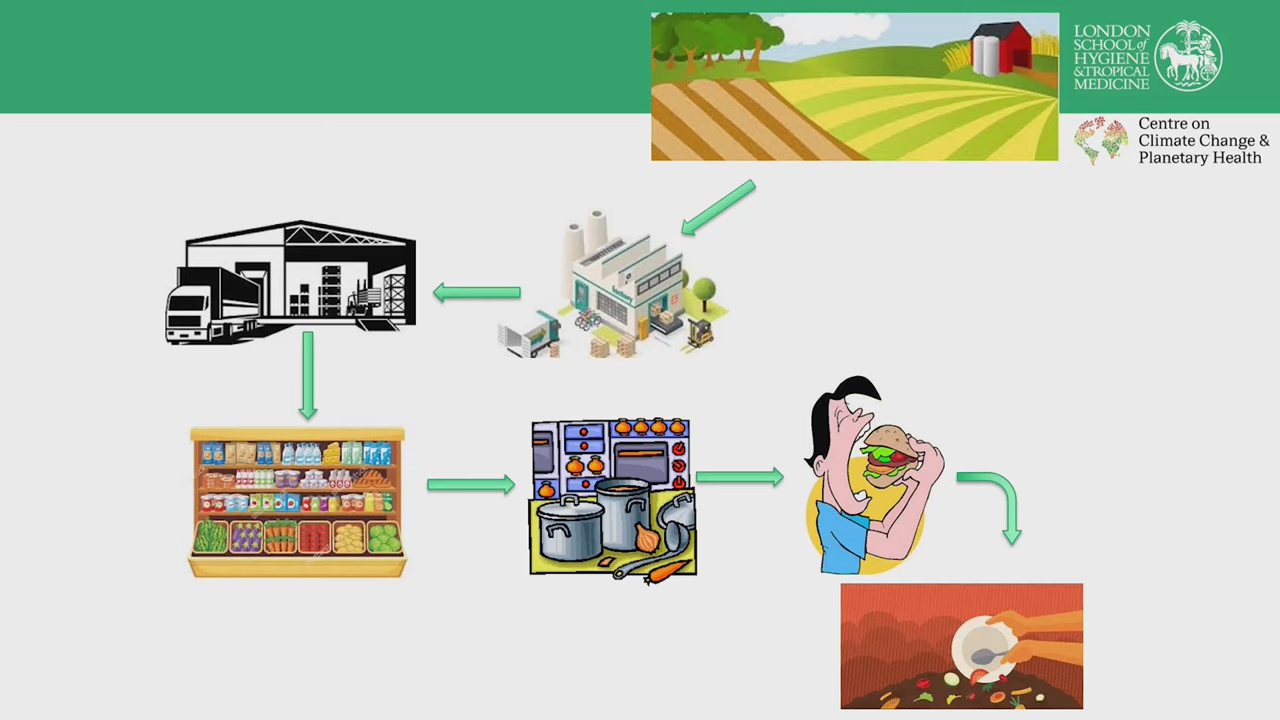 LONDON
SCHOOL of
HYGIENE
& TROPICAL
MEDICINE
Centre on
Climate Change &
Planetary Health